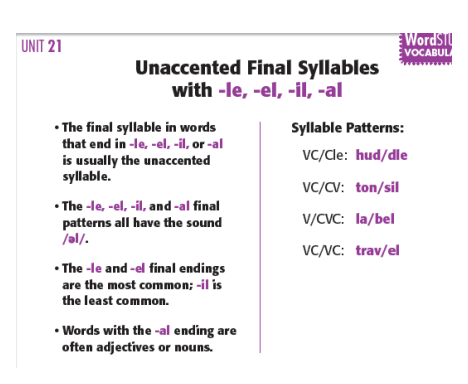 UNIT 21
WordSTU
VOCABULA
Unaccented Final Syllables
with -le, -el, -il, -al
• The final syllable in words
that end in -le, -el, -il, or -al
is usually the unaccented
syllable.
• The -le, -el, -il, and -al final
patterns all have the sound
/əl/.
• The -le and -el final endings
are the most common; -il is
the least common.
• Words with the -al ending are
often adjectives or nouns.
Syllable Patterns:
VC/Cle: hud/dle
VC/CV: ton/sil
V/CVC: la/bel
VC/VC: trav/el